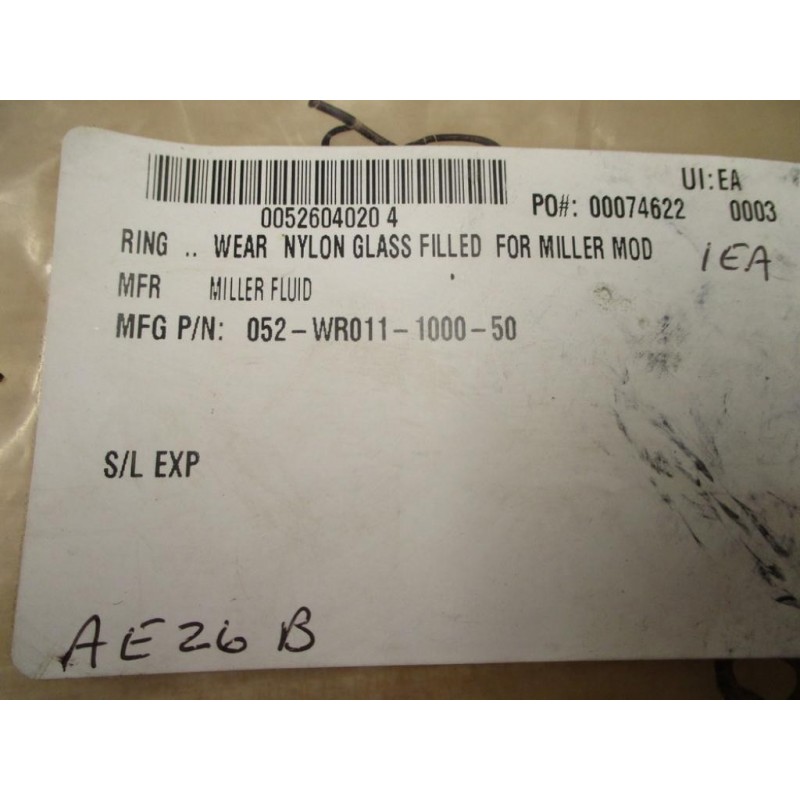 UI:EA
0052604020 4 PO#: 00074622 0003
RING .. WEAR NYLON GLASS FILLED FOR MILLER MOD 1EA
MFR MILLER FLUID
MFG P/N: 052-WR011-1000-50
S/L EXP
AE26 B